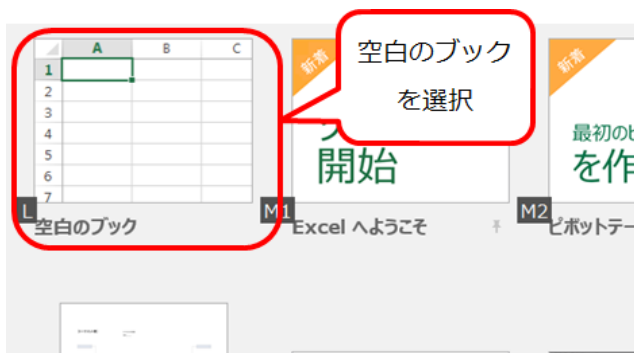 空白のブック
を選択
A B C
1
2
3
4
5
6
7
新着
開始
新着
最初の
を作
L
空白のブック
M1
Excel へようこそ
M2
ピボットテー